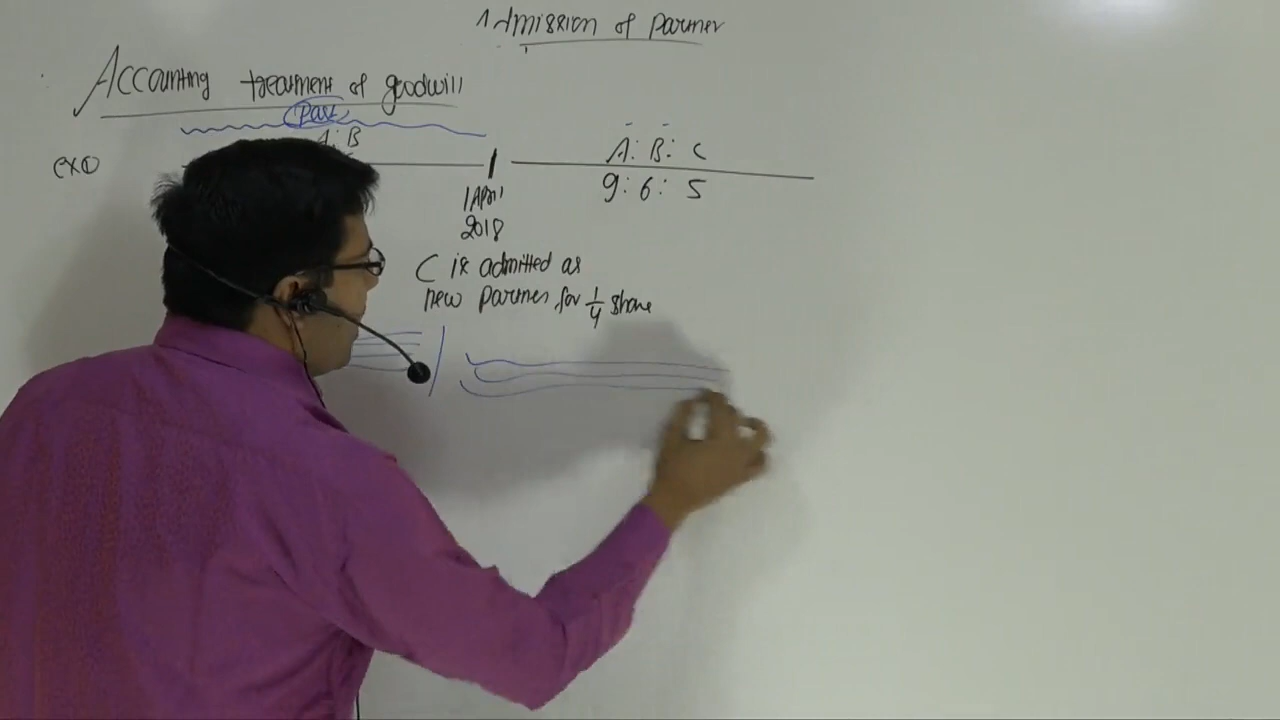 Admission of partner
Accounting treatment of goodwill
Past
A: B
ex①
A: B: C
9: 6: 5
1 April
2018
C is admitted as
new partner for 1/4 share